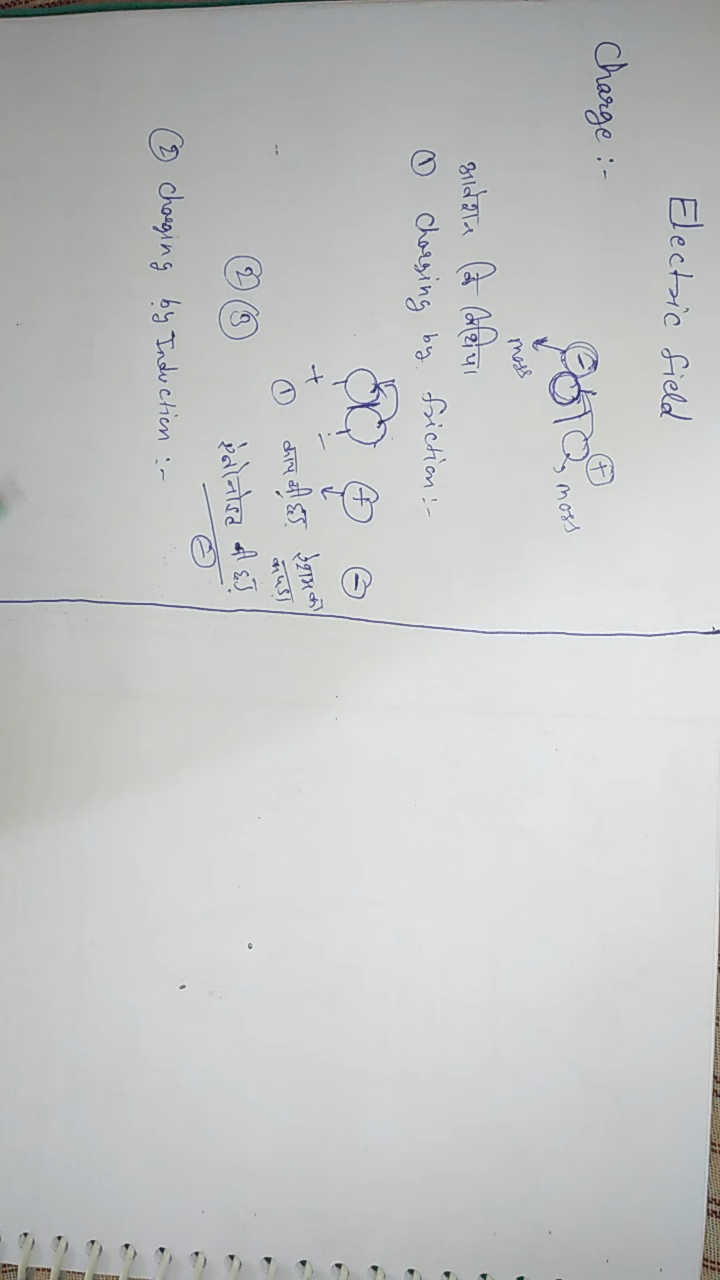 Electric field
Charge :-
⊖ ⊕
mass
mass
आवेशन की विधियां
① Charging by friction :-
+ - ⊕ ⊖
① कांच की छड़ रेशम का कपड़ा
② ③ एबोनाइट की छड़
⊖
② Charging by Induction :-